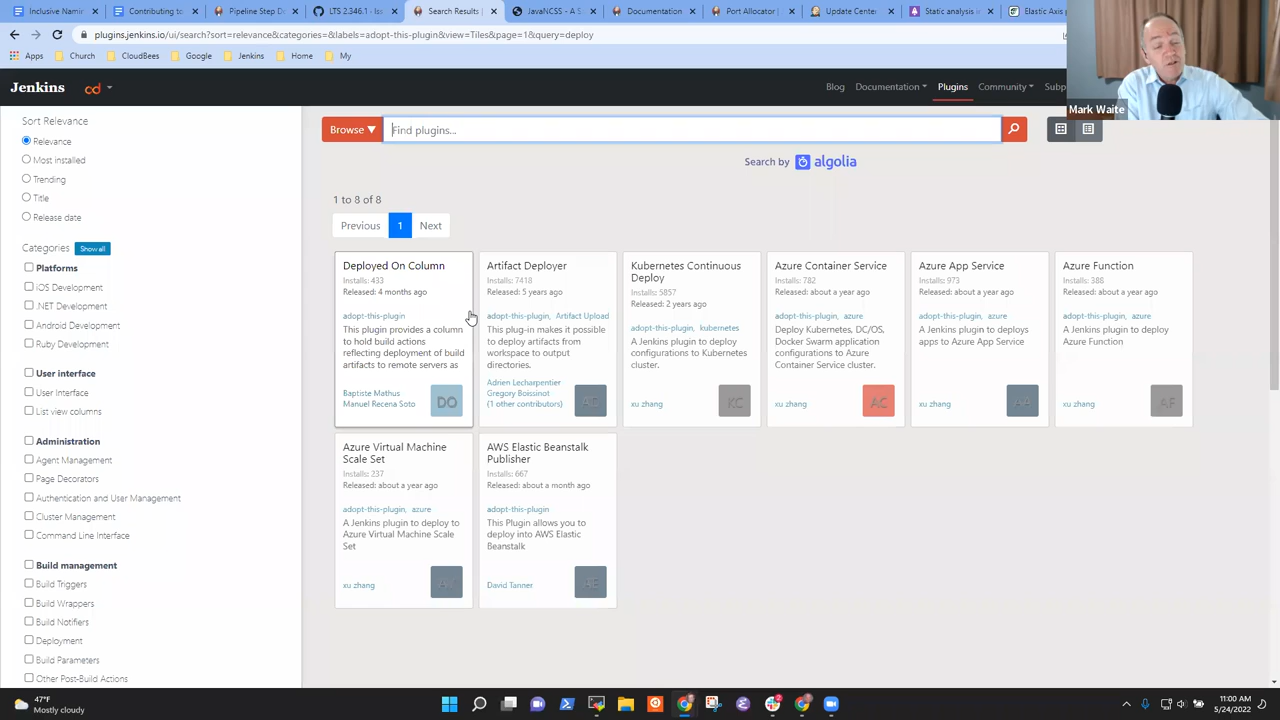 Inclusive Namin
Contributing to
Pipeline Step De
LTS 2.346.1
Search Results |
JavaNCSS - A S
Documentation
Port Allocator |
Update Center
Static analysis i
Elastic Axis p
plugins.jenkins.io/ui/search?sort=relevance&categories=&labels=adopt-this-plugin&view=Tiles&page=1&query=deploy
Apps
Church
CloudBees
Google
Jenkins
Home
My
Jenkins
cd
Blog
Documentation
Plugins
Community
Subp
Mark Waite
Sort Relevance
Relevance
Most installed
Trending
Title
Release date
Categories Show all
Platforms
iOS Development
.NET Development
Android Development
Ruby Development
User interface
User Interface
List view columns
Administration
Agent Management
Page Decorators
Authentication and User Management
Cluster Management
Command Line Interface
Build management
Build Triggers
Build Wrappers
Build Notifiers
Deployment
Build Parameters
Other Post-Build Actions
Browse ▼
Find plugins...
Search by algolia
1 to 8 of 8
Previous 1 Next
Deployed On Column
Installs: 433
Released: 4 months ago
adopt-this-plugin
This plugin provides a column
to hold build actions
reflecting deployment of build
artifacts to remote servers as
Baptiste Mathus
Manuel Recena Soto
DO
Artifact Deployer
Installs: 7418
Released: 5 years ago
adopt-this-plugin, Artifact Upload
This plug-in makes it possible
to deploy artifacts from
workspace to output
directories.
Adrien Lecharpentier
Gregory Boissinot
(1 other contributors)
AD
Kubernetes Continuous
Deploy
Installs: 5857
Released: 2 years ago
adopt-this-plugin, kubernetes
A Jenkins plugin to deploy
configurations to Kubernetes
cluster.
xu zhang
KC
Azure Container Service
Installs: 782
Released: about a year ago
adopt-this-plugin, azure
Deploy Kubernetes, DC/OS,
Docker Swarm application
configurations to Azure
Container Service cluster.
xu zhang
AC
Azure App Service
Installs: 973
Released: about a year ago
adopt-this-plugin, azure
A Jenkins plugin to deploys
apps to Azure App Service
xu zhang
AA
Azure Function
Installs: 388
Released: about a year ago
adopt-this-plugin, azure
A Jenkins plugin to deploy
Azure Function
xu zhang
AF
Azure Virtual Machine
Scale Set
Installs: 237
Released: about a year ago
adopt-this-plugin, azure
A Jenkins plugin to deploy to
Azure Virtual Machine Scale
Set
xu zhang
AWS Elastic Beanstalk
Publisher
Installs: 667
Released: about a month ago
adopt-this-plugin
This Plugin allows you to
deploy into AWS Elastic
Beanstalk
David Tanner
AE
47°F
Mostly cloudy
11:00 AM
5/24/2022